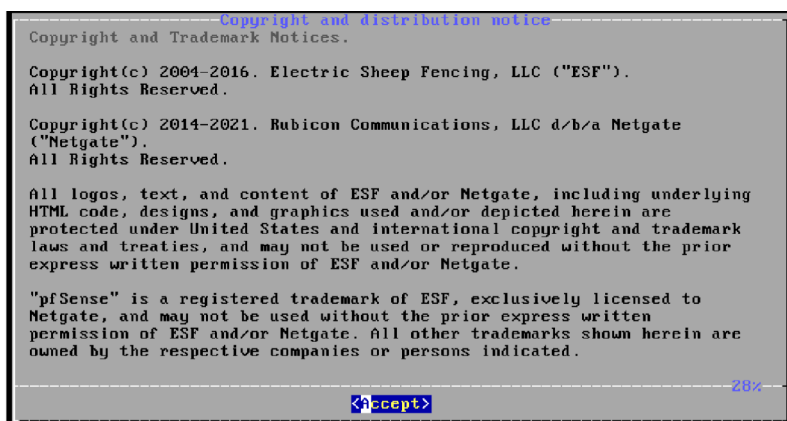 Copyright and distribution notice
Copyright and Trademark Notices.
Copyright(c) 2004-2016. Electric Sheep Fencing, LLC ("ESF").
All Rights Reserved.
Copyright(c) 2014-2021. Rubicon Communications, LLC d/b/a Netgate
("Netgate").
All Rights Reserved.
All logos, text, and content of ESF and/or Netgate, including underlying
HTML code, designs, and graphics used and/or depicted herein are
protected under United States and international copyright and trademark
laws and treaties, and may not be used or reproduced without the prior
express written permission of ESF and/or Netgate.
"pfSense" is a registered trademark of ESF, exclusively licensed to
Netgate, and may not be used without the prior express written
permission of ESF and/or Netgate. All other trademarks shown herein are
owned by the respective companies or persons indicated.
28%
<Accept>